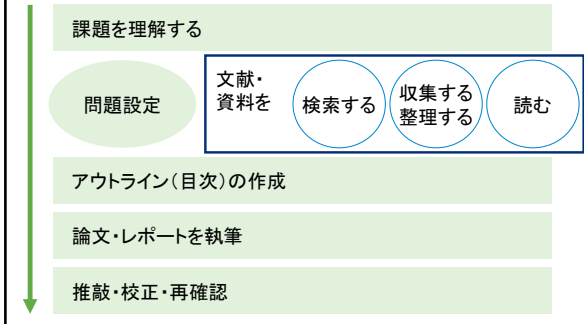 課題を理解する
問題設定
文献・
資料を
検索する
収集する
整理する
読む
アウトライン(目次)の作成
論文・レポートを執筆
推敲・校正・再確認